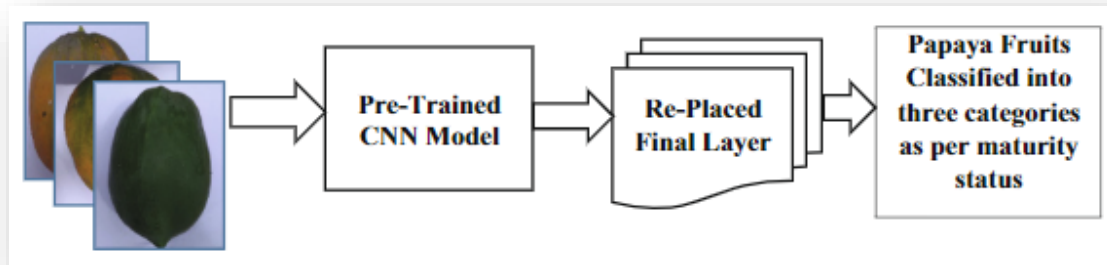 Pre-Trained
CNN Model
Re-Placed
Final Layer
Papaya Fruits
Classified into
three categories
as per maturity
status